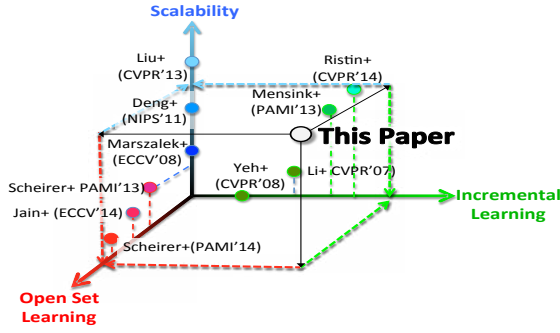 Scalability
Liu+
(CVPR'13)
Ristin+
(CVPR'14)
Deng+
(NIPS'11)
Mensink+
(PAMI'13)
This Paper
Marszalek+
(ECCV'08)
Yeh+
(CVPR'08)
Li+ CVPR'07)
Scheirer+ PAMI'13)
Incremental
Learning
Jain+ (ECCV'14)
Scheirer+(PAMI'14)
Open Set
Learning